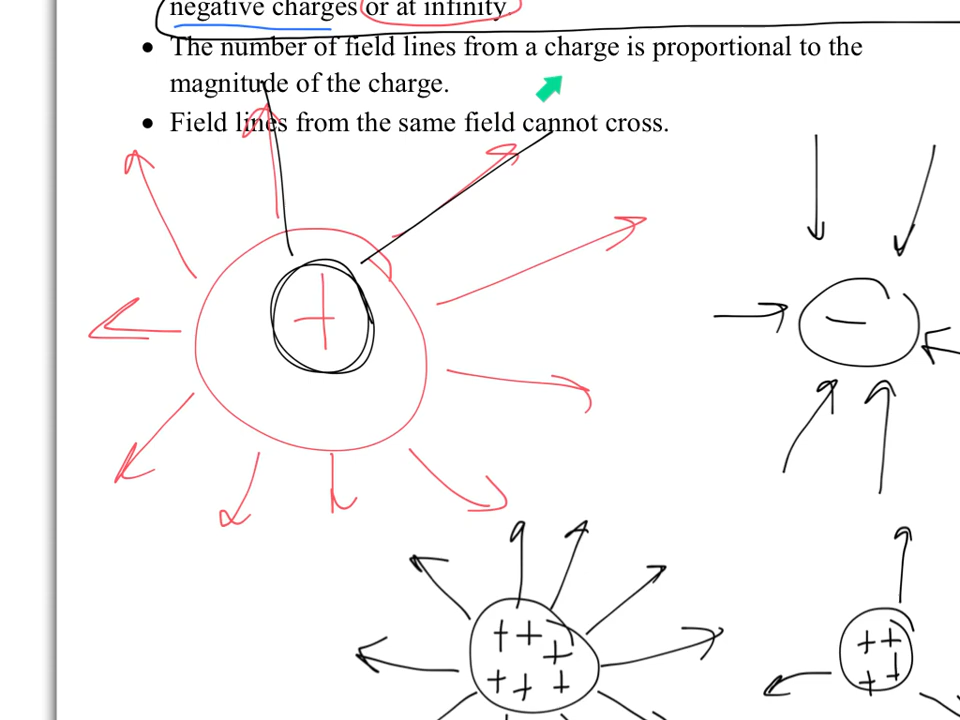 negative charges or at infinity.
• The number of field lines from a charge is proportional to the
magnitude of the charge.
• Field lines from the same field cannot cross.
+
−
+ + +
+ + +
+ +
+ +